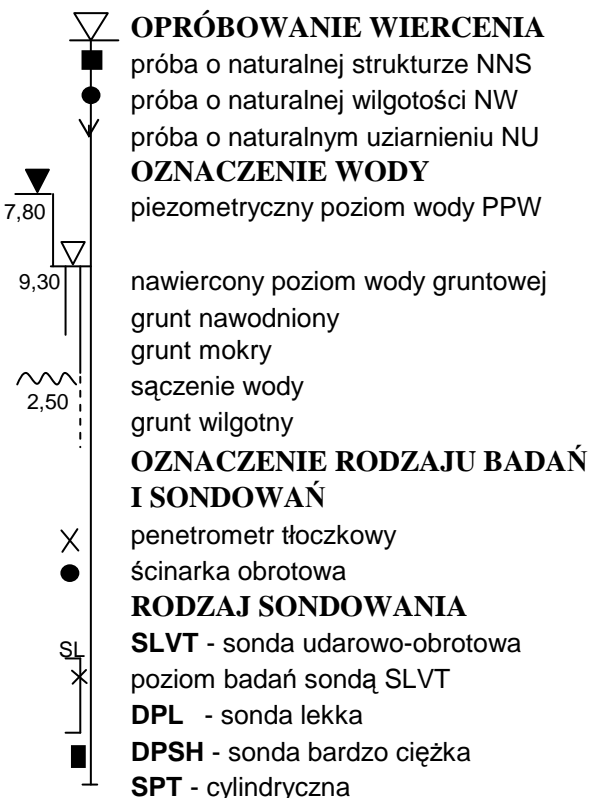 OPRÓBOWANIE WIERCENIA
próba o naturalnej strukturze NNS
próba o naturalnej wilgotości NW
próba o naturalnym uziarnieniu NU
OZNACZENIE WODY
7,80 piezometryczny poziom wody PPW
9,30 nawiercony poziom wody gruntowej
grunt nawodniony
grunt mokry
sączenie wody
2,50
grunt wilgotny
OZNACZENIE RODZAJU BADAŃ
I SONDOWAŃ
penetrometr tłoczkowy
ścinarka obrotowa
RODZAJ SONDOWANIA
SL SLVT - sonda udarowo-obrotowa
poziom badań sondą SLVT
DPL - sonda lekka
DPSH - sonda bardzo ciężka
SPT - cylindryczna